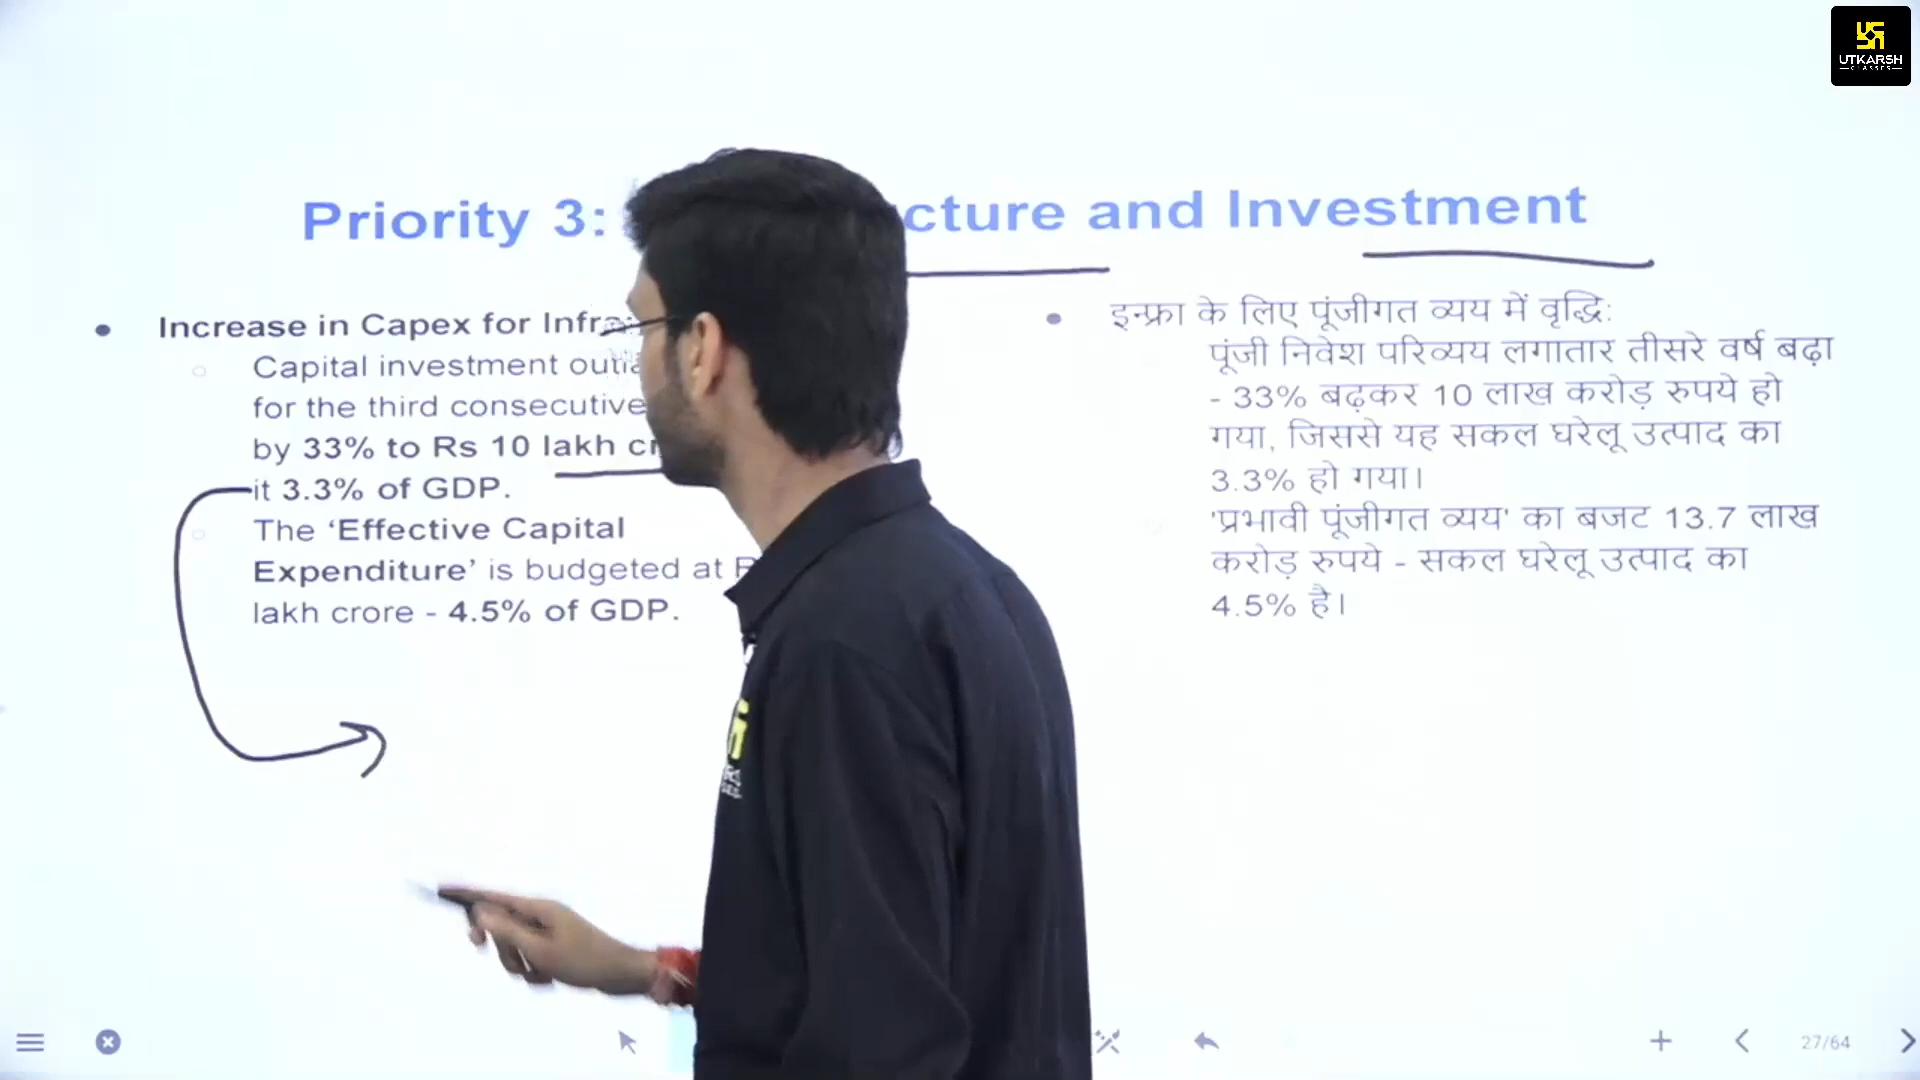 UTKARSH
CLASSES
Priority 3: cture and Investment
Increase in Capex for Infra:
Capital investment
for the third consecutive
by 33% to Rs 10 lakh
it 3.3% of GDP.
The ‘Effective Capital
Expenditure’ is budgeted at
lakh crore - 4.5% of GDP.
इन्फ्रा के लिए पूंजीगत व्यय में वृद्धि:
पूंजी निवेश परिव्यय लगातार तीसरे वर्ष बढ़ा
- 33% बढ़कर 10 लाख करोड़ रुपये हो
गया, जिससे यह सकल घरेलू उत्पाद का
3.3% हो गया।
'प्रभावी पूंजीगत व्यय' का बजट 13.7 लाख
करोड़ रुपये - सकल घरेलू उत्पाद का
4.5% है।
27/64